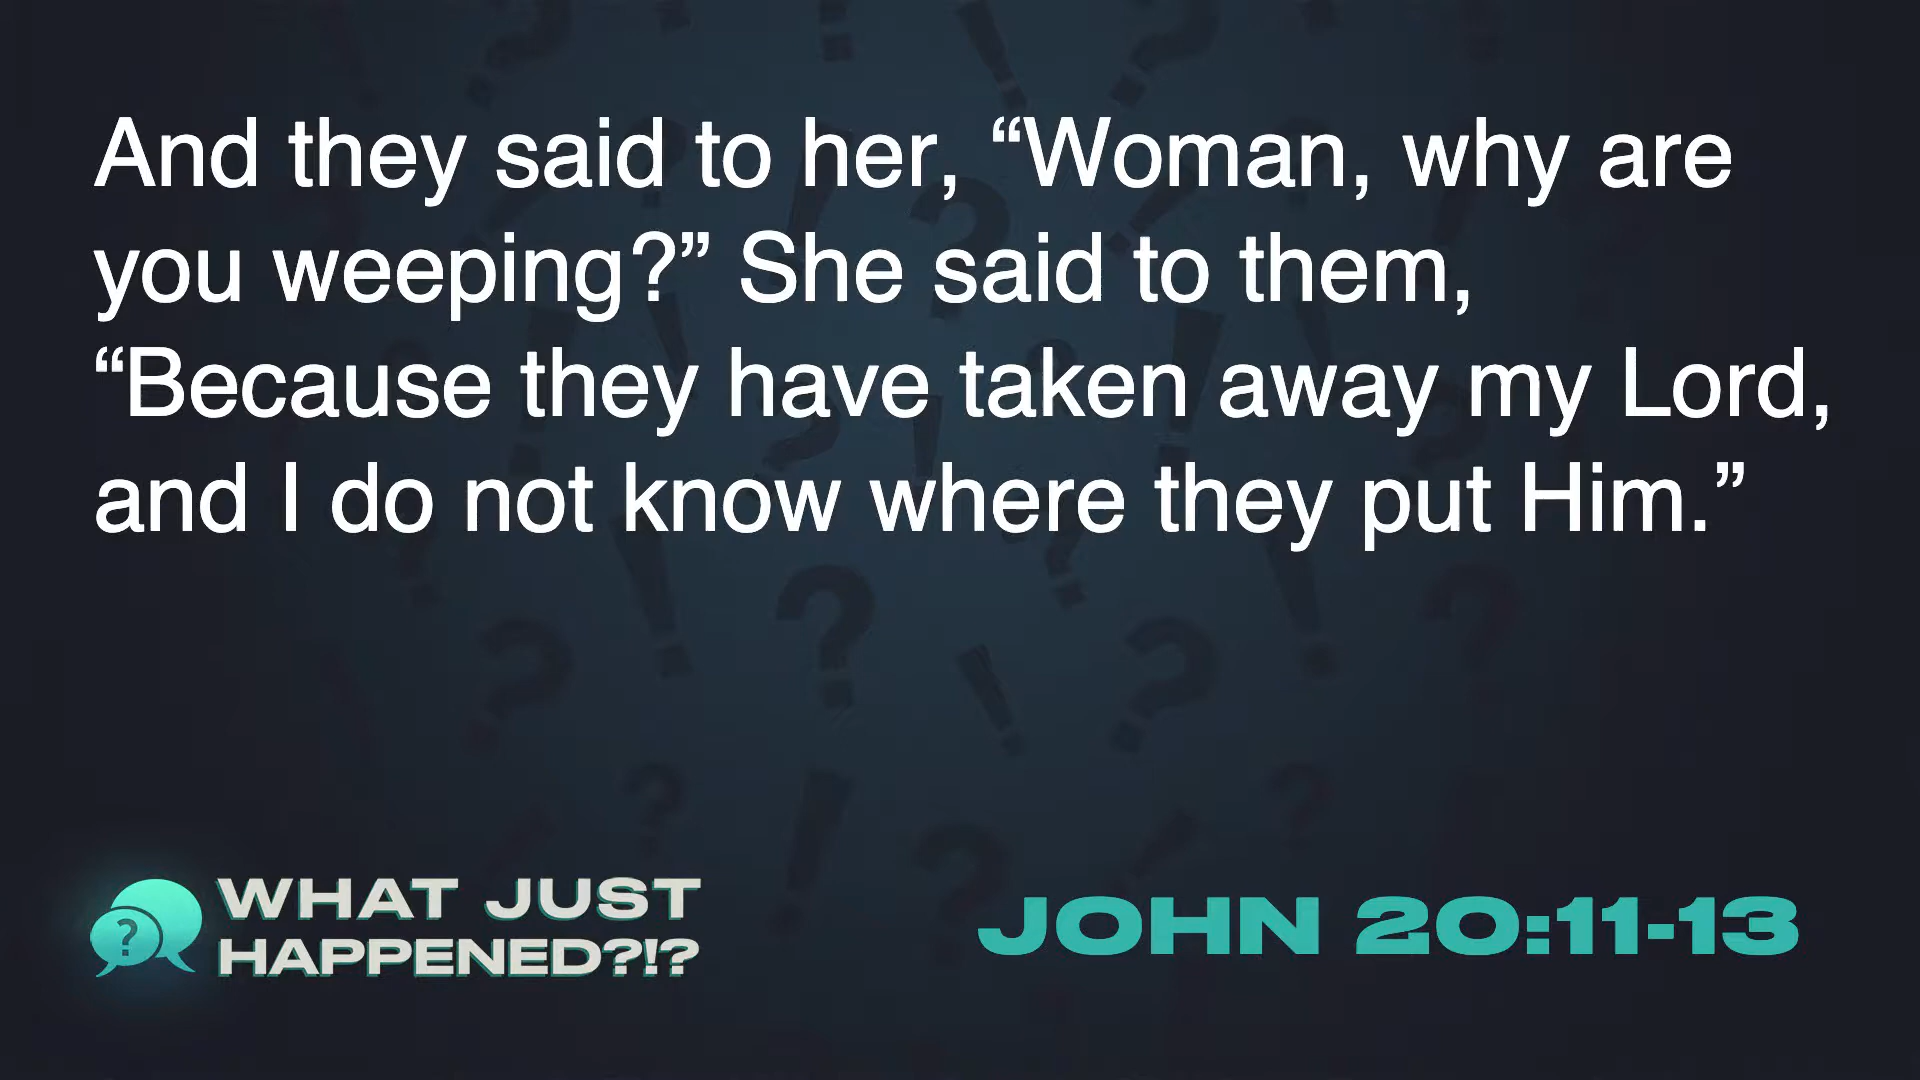 And they said to her, “Woman, why are
you weeping?” She said to them,
“Because they have taken away my Lord,
and I do not know where they put Him.”
?
WHAT JUST
HAPPENED?!?
JOHN 20:11-13